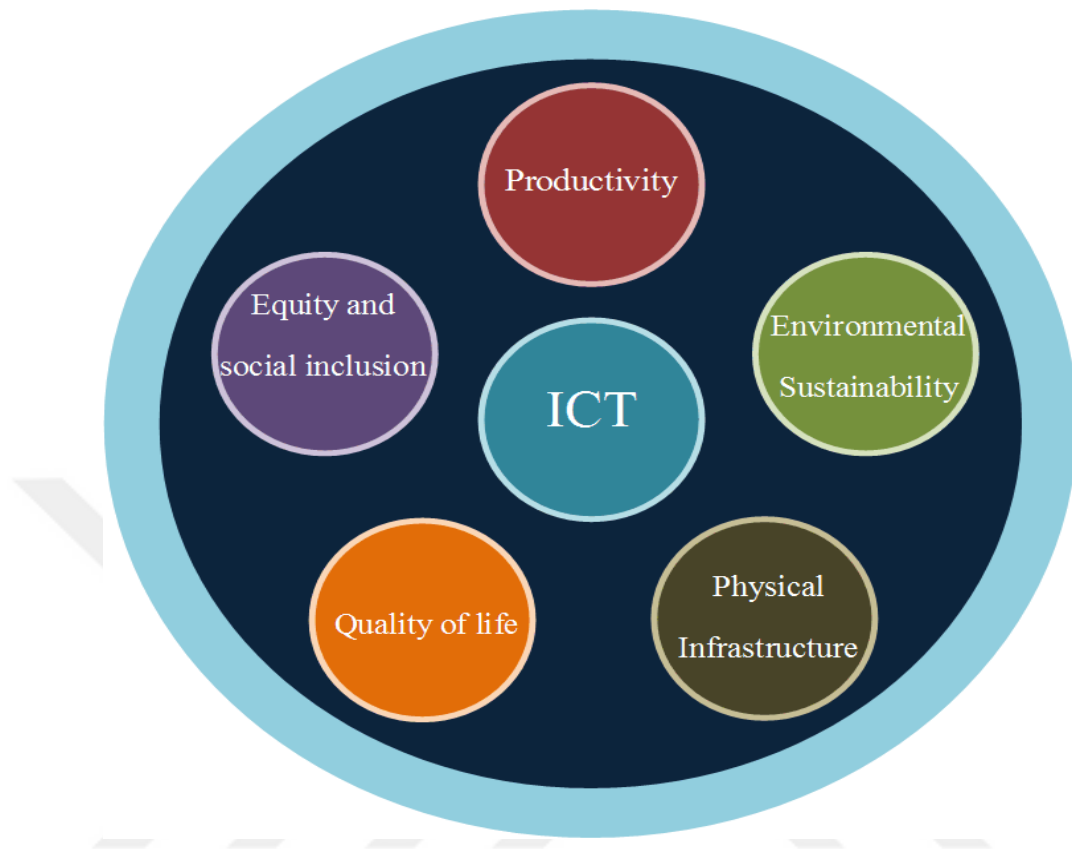 Productivity
Equity and
social inclusion
Environmental
Sustainability
ICT
Quality of life
Physical
Infrastructure